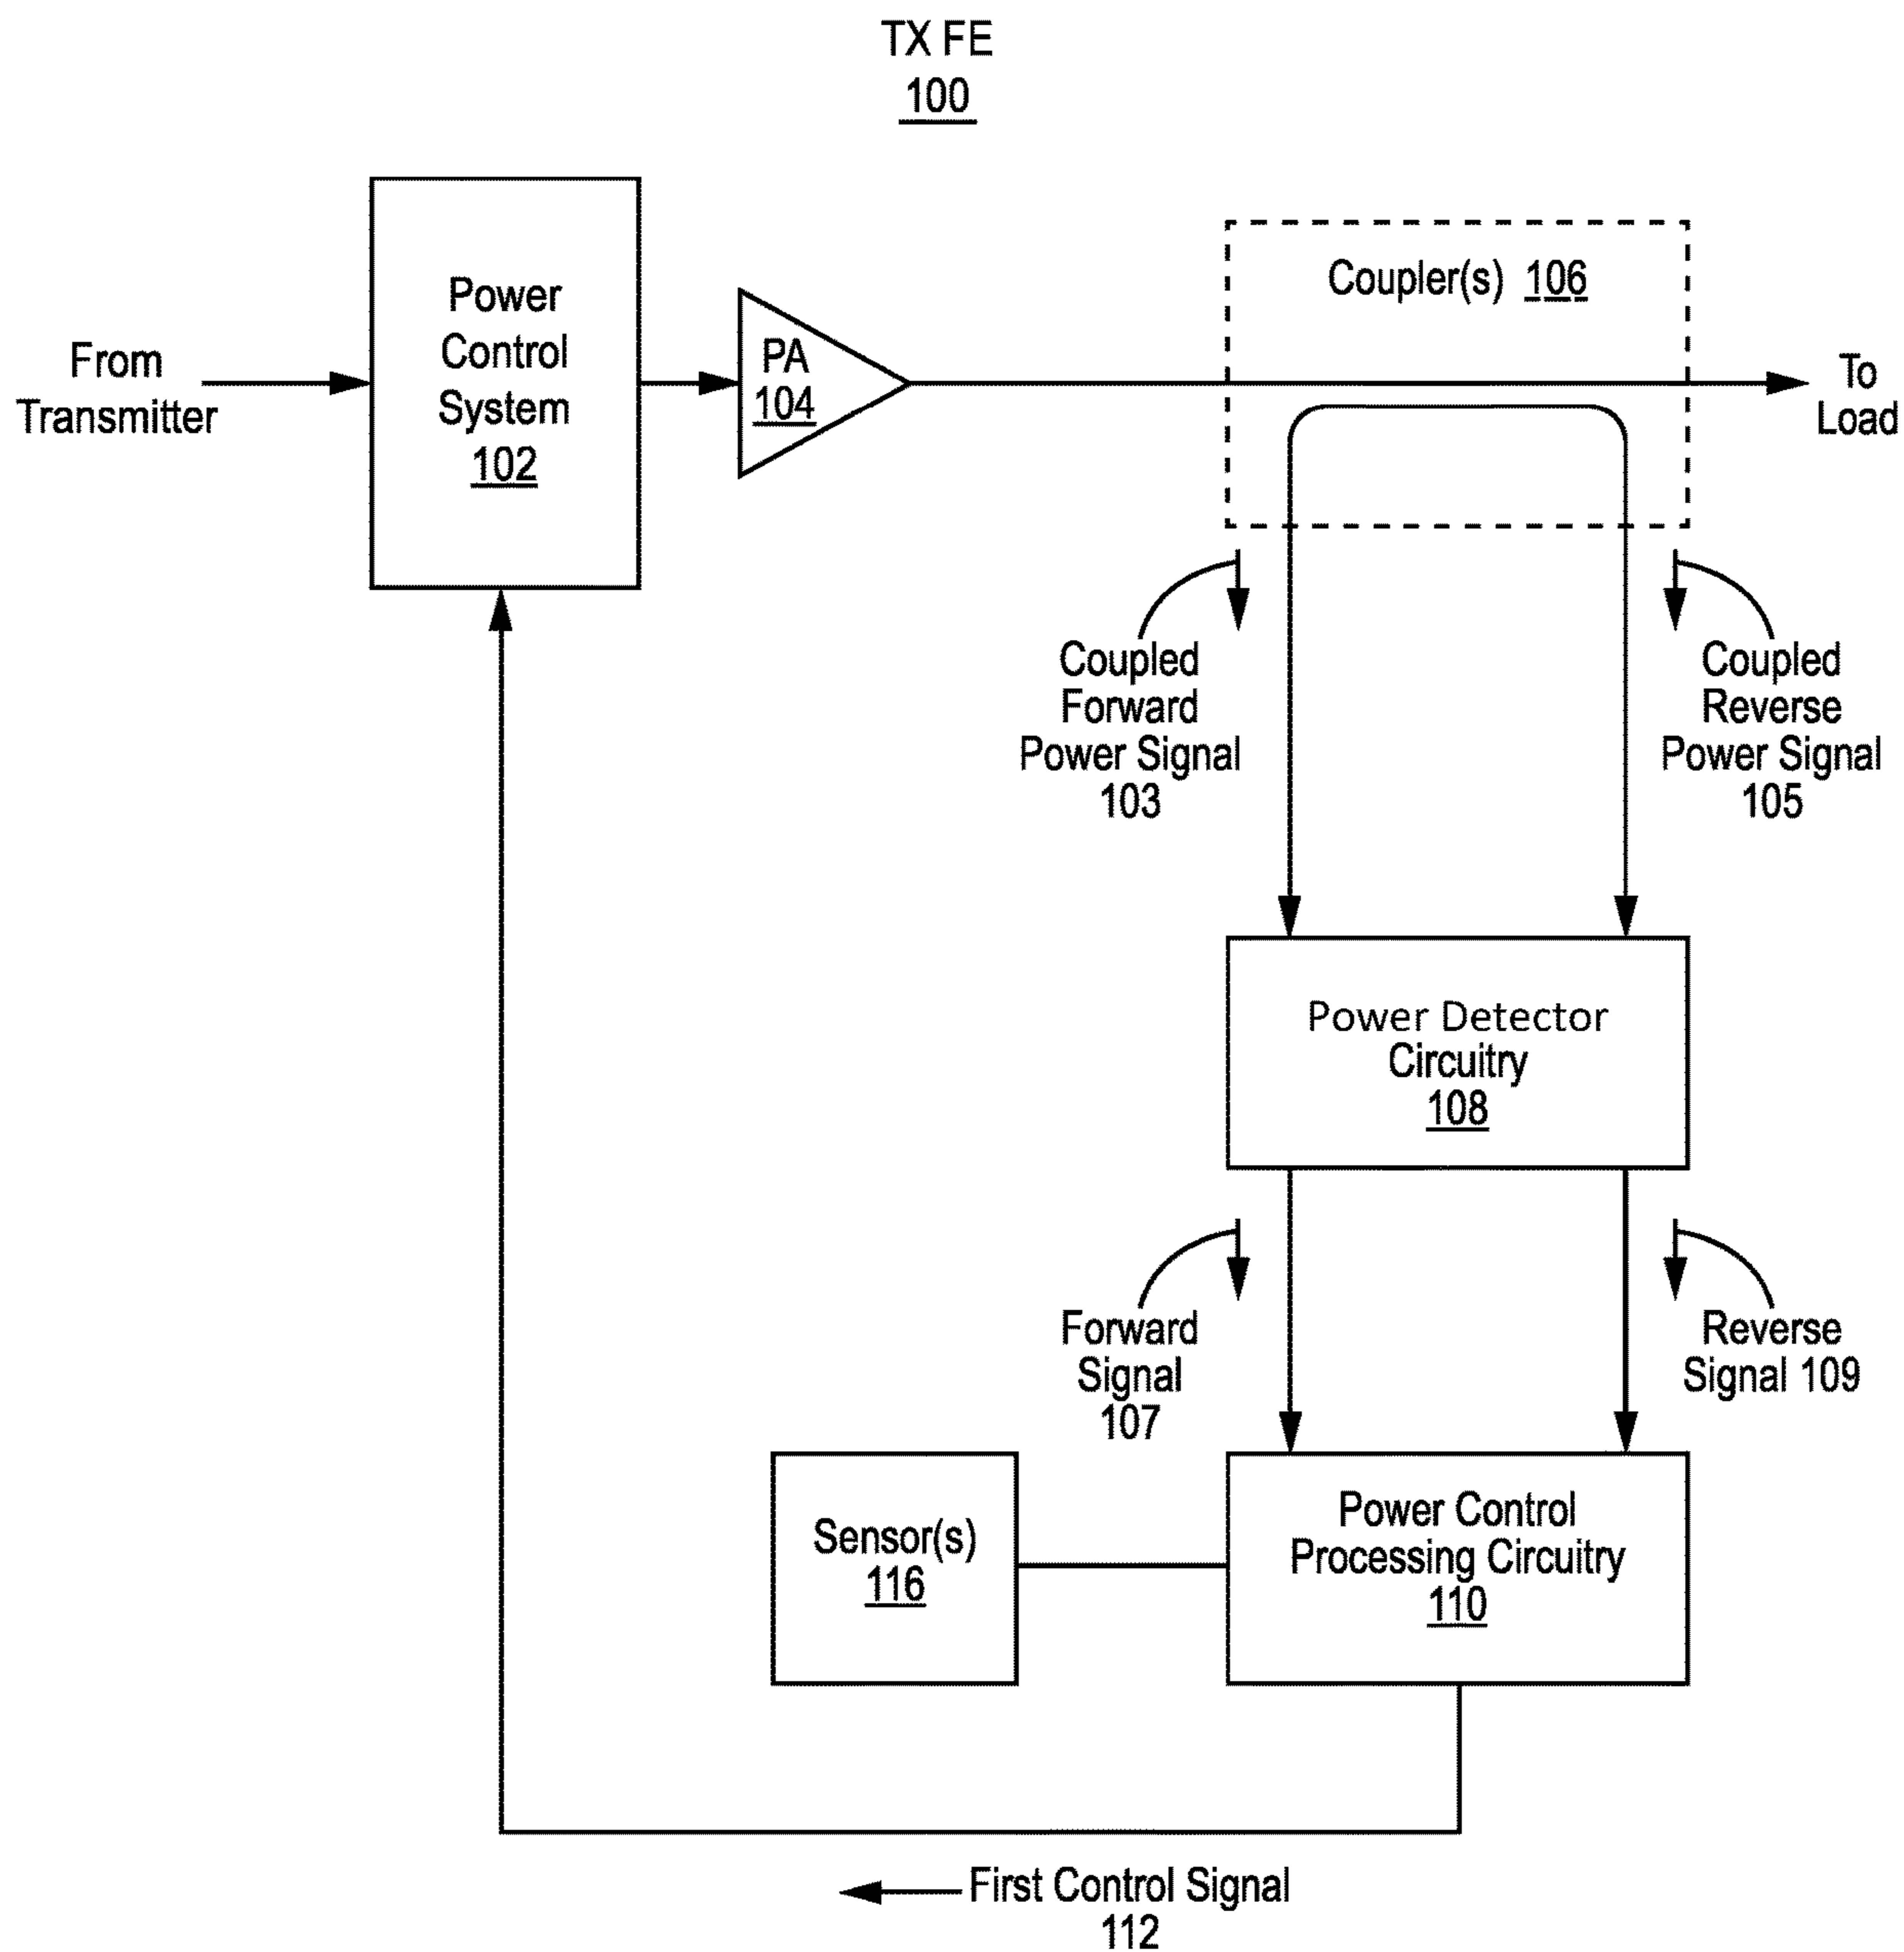 TX FE
100
Power
Control
System
102
From
Transmitter
PA
104
Coupler(s) 106
To
Load
Coupled
Forward
Power Signal
103
Coupled
Reverse
Power Signal
105
Power Detector
Circuitry
108
Forward
Signal
107
Reverse
Signal 109
Sensor(s)
116
Power Control
Processing Circuitry
110
First Control Signal
112